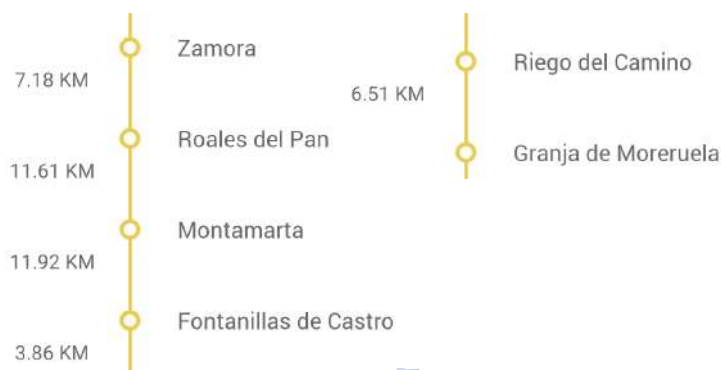 Zamora
7.18 KM
Roales del Pan
11.61 KM
Montamarta
11.92 KM
Fontanillas de Castro
3.86 KM
Riego del Camino
6.51 KM
Granja de Moreruela